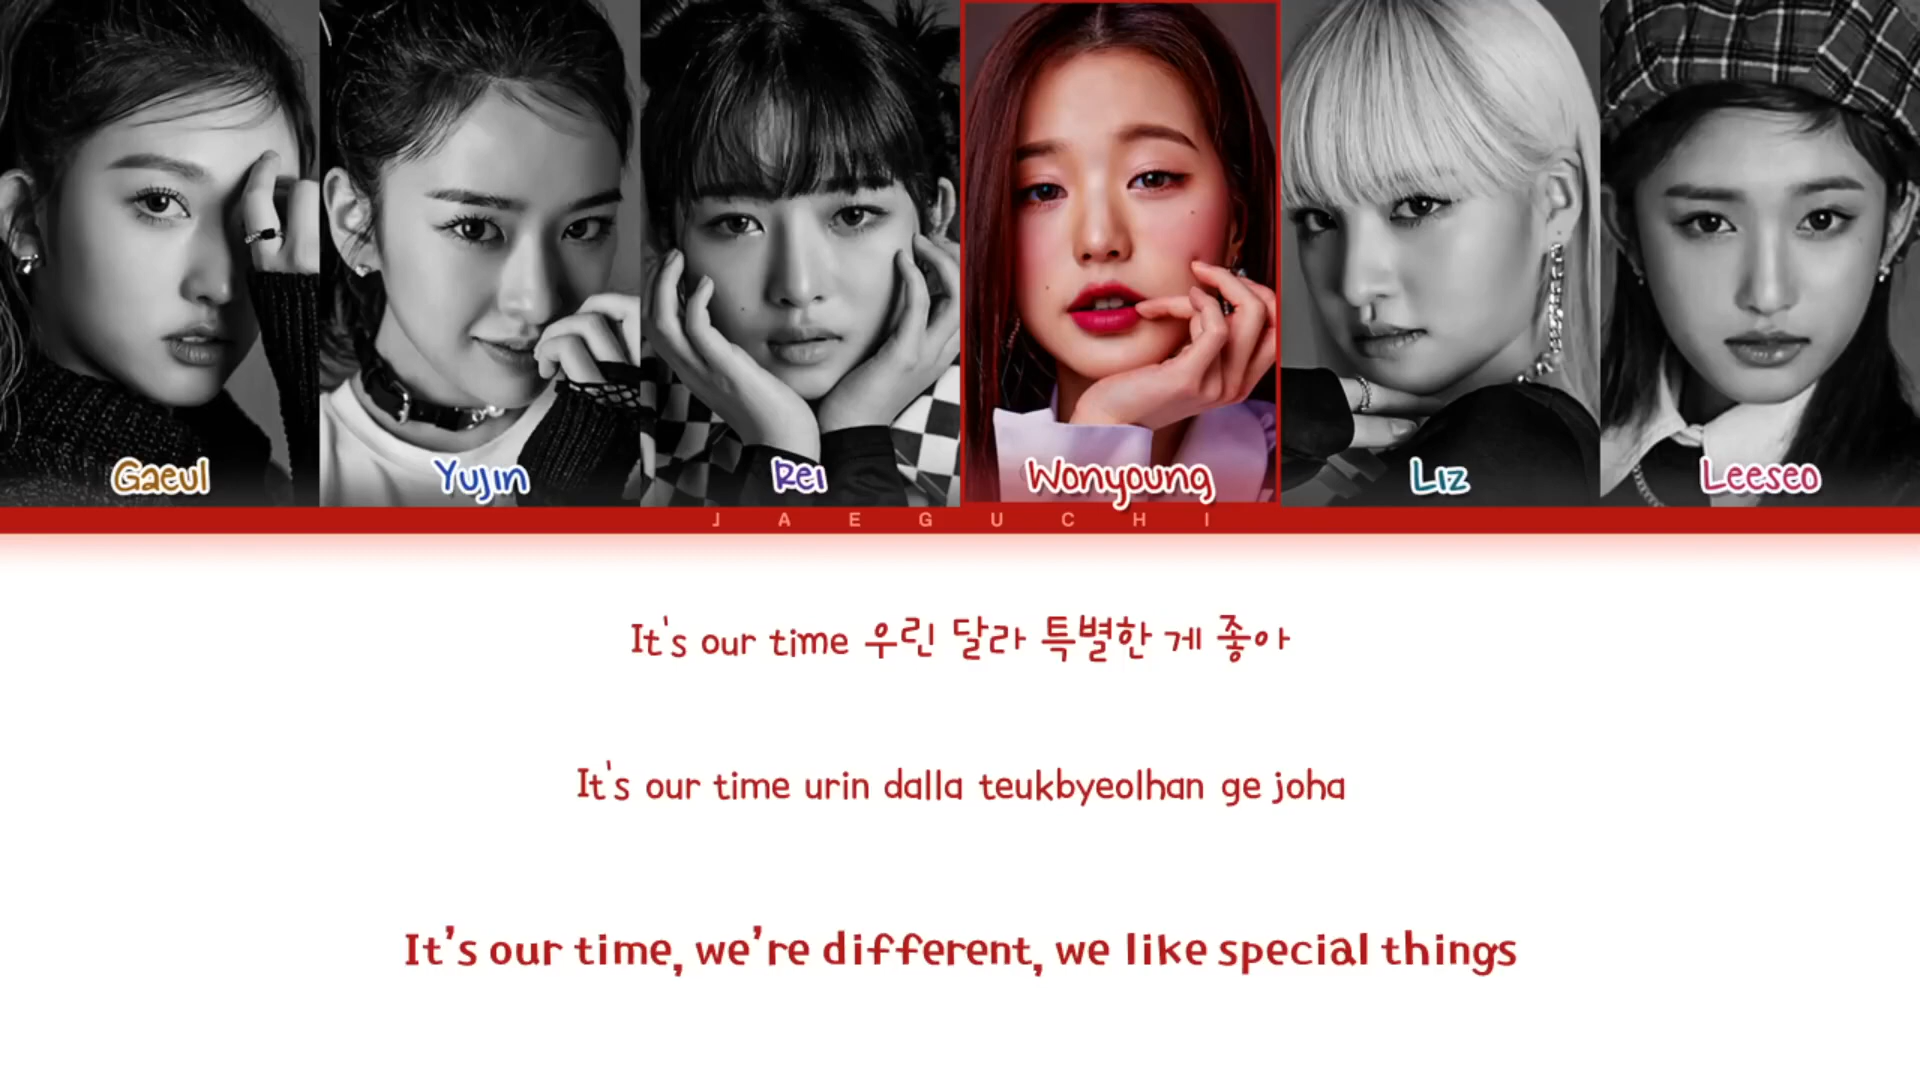 Gaeul Yujin Rei Wonyoung Liz Leeseo
JAEGUCHI
It's our time 우린 달라 특별한 게 좋아
It's our time urin dalla teukbyeolhan ge joha
It's our time, we're different, we like special things